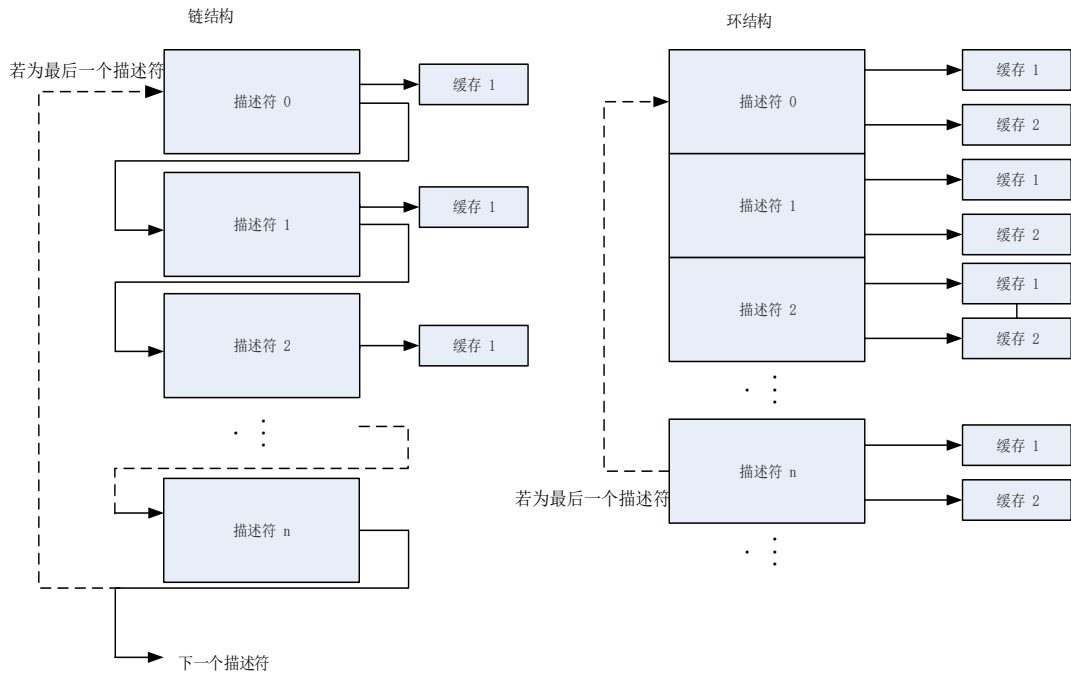 链结构
若为最后一个描述符
描述符 0
缓存 1
描述符 1
缓存 1
描述符 2
缓存 1
描述符 n
下一个描述符
环结构
描述符 0
缓存 1
缓存 2
描述符 1
缓存 1
缓存 2
描述符 2
缓存 1
缓存 2
描述符 n
缓存 1
缓存 2
若为最后一个描述符